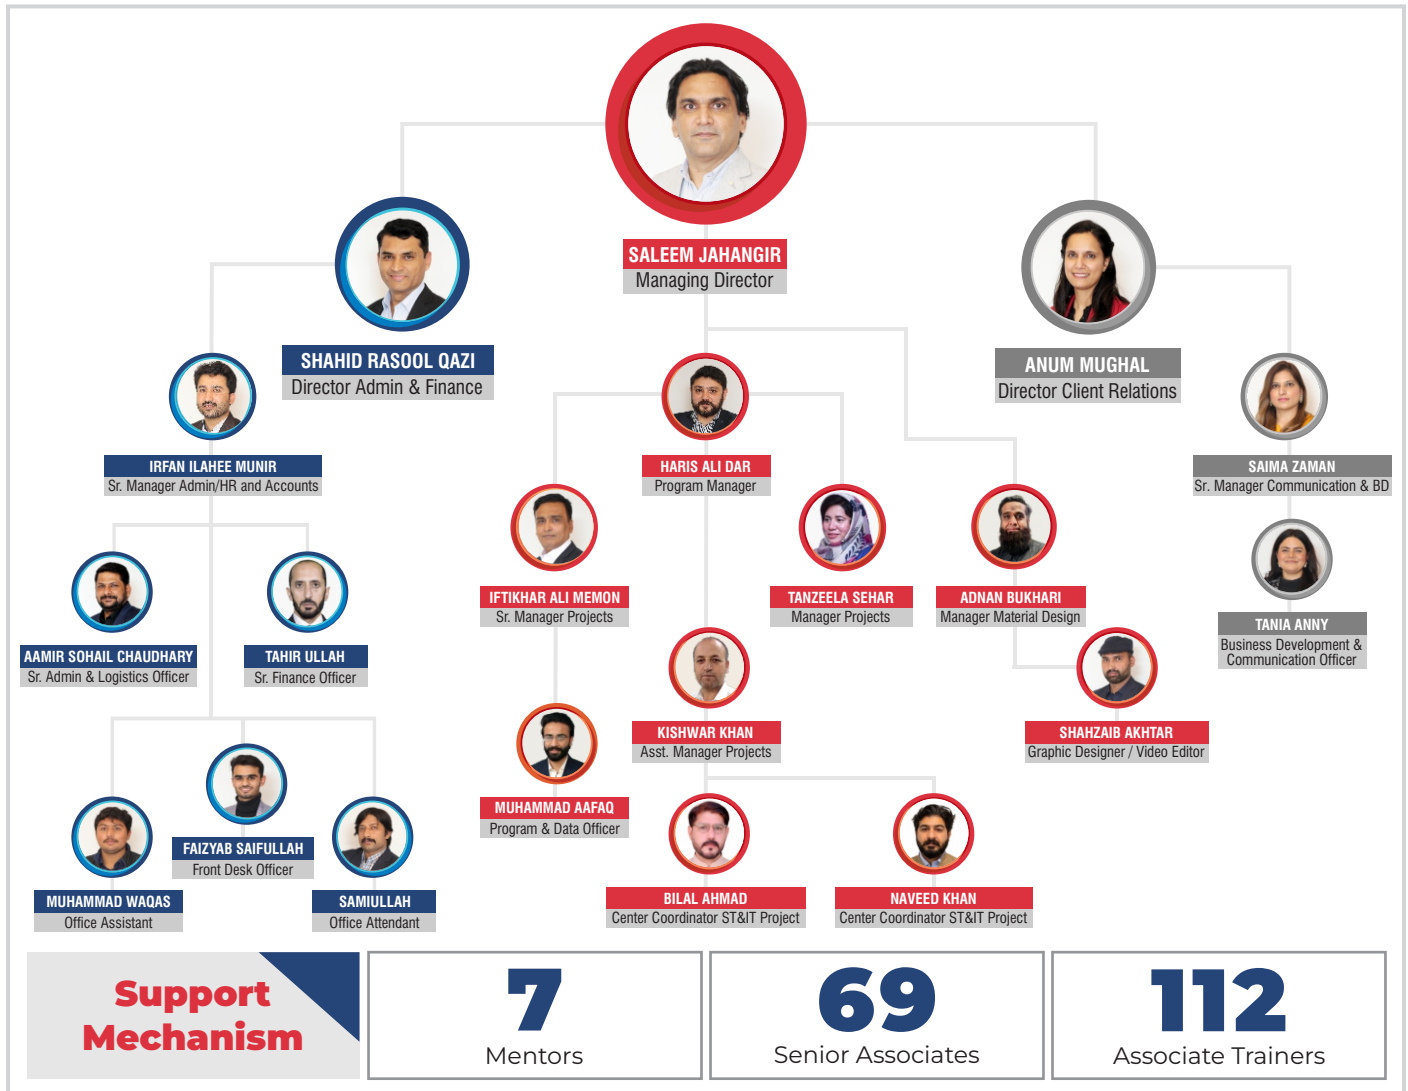 SALEEM JAHANGIR
Managing Director
SHAHID RASOOL QAZI
Director Admin & Finance
ANUM MUGHAL
Director Client Relations
IRFAN ILAHEE MUNIR
Sr. Manager Admin/HR and Accounts
HARIS ALI DAR
Program Manager
SAIMA ZAMAN
Sr. Manager Communication & BD
IFTIKHAR ALI MEMON
Sr. Manager Projects
TANZEELA SEHAR
Manager Projects
ADNAN BUKHARI
Manager Material Design
TANIA ANNY
Business Development &
Communication Officer
AAMIR SOHAIL CHAUDHARY
Sr. Admin & Logistics Officer
TAHIR ULLAH
Sr. Finance Officer
KISHWAR KHAN
Asst. Manager Projects
SHAHZAIB AKHTAR
Graphic Designer / Video Editor
MUHAMMAD AAFAQ
Program & Data Officer
FAIZYAB SAIFULLAH
Front Desk Officer
MUHAMMAD WAQAS
Office Assistant
SAMIULLAH
Office Attendant
BILAL AHMAD
Center Coordinator ST&IT Project
NAVEED KHAN
Center Coordinator ST&IT Project
Support
Mechanism
7
Mentors
69
Senior Associates
112
Associate Trainers